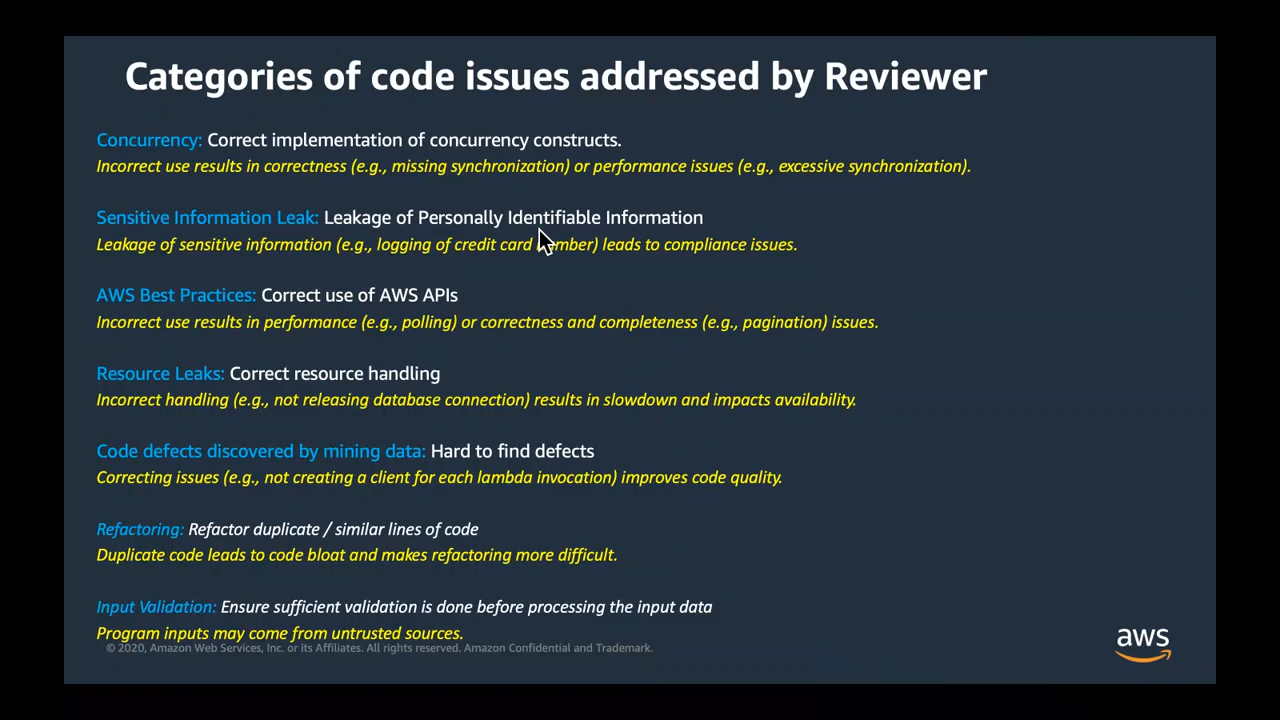 Categories of code issues addressed by Reviewer
Concurrency: Correct implementation of concurrency constructs.
Incorrect use results in correctness (e.g., missing synchronization) or performance issues (e.g., excessive synchronization).
Sensitive Information Leak: Leakage of Personally Identifiable Information
Leakage of sensitive information (e.g., logging of credit card number) leads to compliance issues.
AWS Best Practices: Correct use of AWS APIs
Incorrect use results in performance (e.g., polling) or correctness and completeness (e.g., pagination) issues.
Resource Leaks: Correct resource handling
Incorrect handling (e.g., not releasing database connection) results in slowdown and impacts availability.
Code defects discovered by mining data: Hard to find defects
Correcting issues (e.g., not creating a client for each lambda invocation) improves code quality.
Refactoring: Refactor duplicate / similar lines of code
Duplicate code leads to code bloat and makes refactoring more difficult.
Input Validation: Ensure sufficient validation is done before processing the input data
Program inputs may come from untrusted sources.
© 2020, Amazon Web Services, Inc. or its Affiliates. All rights reserved. Amazon Confidential and Trademark.
aws